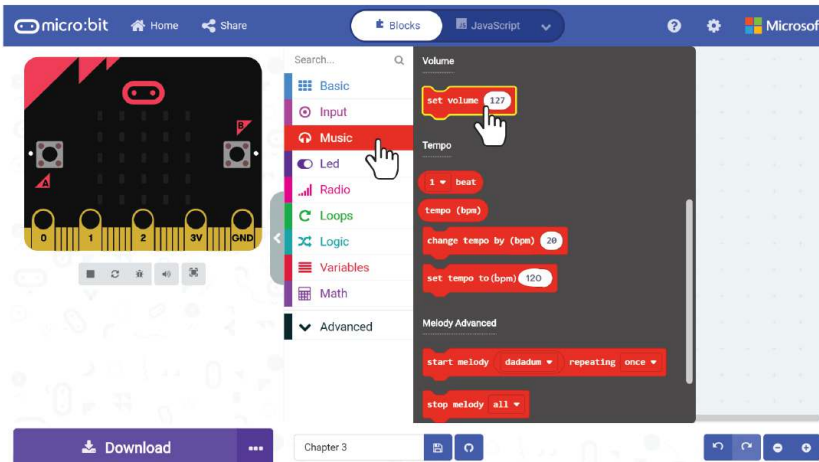 micro:bit Home Share Blocks JavaScript ? Microsof
Search...
Basic
Input
Music
Led
Radio
Loops
Logic
Variables
Math
Advanced
Volume
set volume 127
Tempo
1 beat
tempo (bpm)
change tempo by (bpm) 20
set tempo to (bpm) 120
Melody Advanced
start melody dadadum repeating once
stop melody all
A
B
0 1 2 3V GND
Download ...
Chapter 3